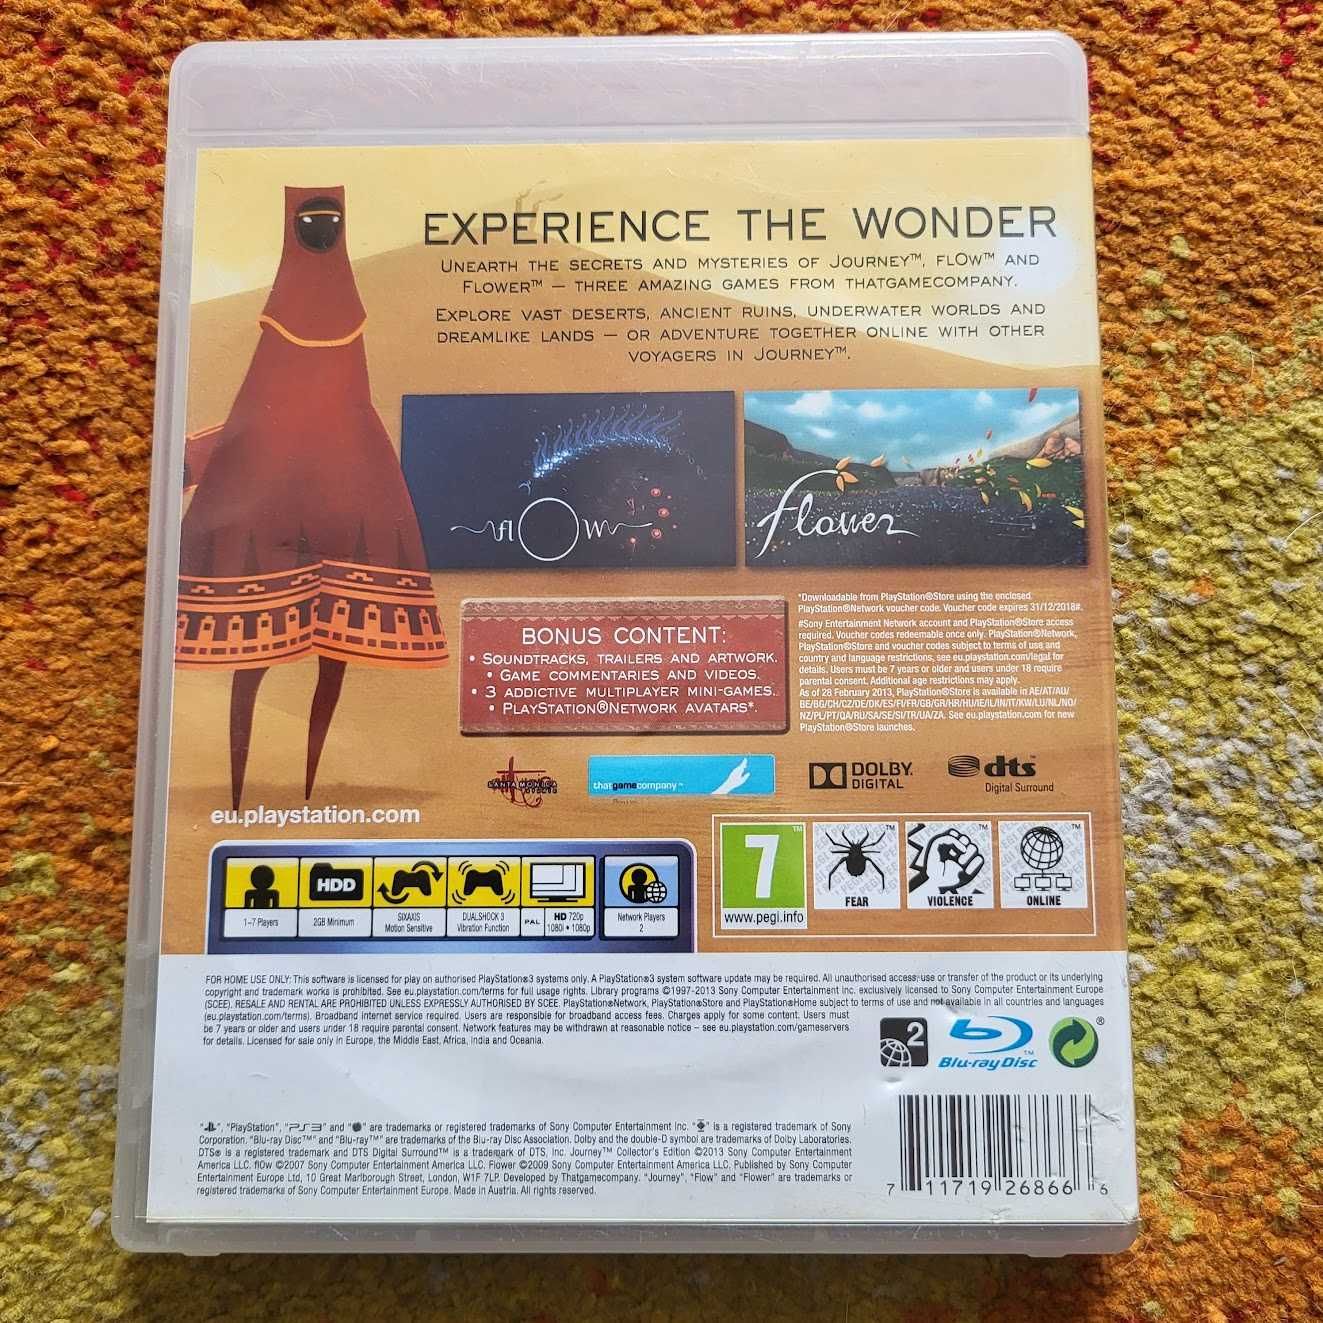 EXPERIENCE THE WONDER
UNEARTH THE SECRETS AND MYSTERIES OF JOURNEY™, FLOW™ AND
FLOWER™ — THREE AMAZING GAMES FROM THATGAMECOMPANY.
EXPLORE VAST DESERTS, ANCIENT RUINS, UNDERWATER WORLDS AND
DREAMLIKE LANDS — OR ADVENTURE TOGETHER ONLINE WITH OTHER
VOYAGERS IN JOURNEY™.
flOw
flower
BONUS CONTENT:
• SOUNDTRACKS, TRAILERS AND ARTWORK.
• GAME COMMENTARIES AND VIDEOS.
• 3 ADDICTIVE MULTIPLAYER MINI-GAMES.
• PLAYSTATION®NETWORK AVATARS*.
*Downloadable from PlayStation®Store using the enclosed
PlayStation®Network voucher code. Voucher code expires 31/12/2018#.
#Sony Entertainment Network account and PlayStation®Store access
required. Voucher codes redeemable once only. PlayStation®Network,
PlayStation®Store and voucher codes subject to terms of use and
country and language restrictions, see eu.playstation.com/legal for
details. Users must be 7 years or older and users under 18 require
parental consent. Additional age restrictions may apply.
As of 28 February 2013, PlayStation®Store is available in AE/AT/AU/
BE/BG/CH/CZ/DE/DK/ES/FI/FR/GB/GR/HR/HU/IE/IL/IN/IT/KW/LU/NL/NO/
NZ/PL/PT/QA/RU/SA/SE/SI/TR/UA/ZA. See eu.playstation.com for new
PlayStation®Store launches.
SANTA MONICA
STUDIO
thatgamecompany™
DOLBY.
DIGITAL
dts™
Digital Surround
eu.playstation.com
1-7 Players
HDD
2GB Minimum
SIXAXIS
Motion Sensitive
DUALSHOCK 3
Vibration Function
PAL
HD 720p
1080i • 1080p
Network Players
2
7™
www.pegi.info
FEAR
VIOLENCE
ONLINE
FOR HOME USE ONLY: This software is licensed for play on authorised PlayStation®3 systems only. A PlayStation®3 system software update may be required. All unauthorised access, use or transfer of the product or its underlying
copyright and trademark works is prohibited. See eu.playstation.com/terms for full usage rights. Library programs ©1997-2013 Sony Computer Entertainment Inc. exclusively licensed to Sony Computer Entertainment Europe
(SCEE). RESALE AND RENTAL ARE PROHIBITED UNLESS EXPRESSLY AUTHORISED BY SCEE. PlayStation®Network, PlayStation®Store and PlayStation®Home subject to terms of use and not available in all countries and languages
(eu.playstation.com/terms). Broadband internet service required. Users are responsible for broadband access fees. Charges apply for some content. Users must
be 7 years or older and users under 18 require parental consent. Network features may be withdrawn at reasonable notice – see eu.playstation.com/gameservers
for details. Licensed for sale only in Europe, the Middle East, Africa, India and Oceania.
2
Blu-ray Disc™
®
"", "PlayStation", "PS3" and "" are trademarks or registered trademarks of Sony Computer Entertainment Inc. "" is a registered trademark of Sony
Corporation. "Blu-ray Disc™" and "Blu-ray™" are trademarks of the Blu-ray Disc Association. Dolby and the double-D symbol are trademarks of Dolby Laboratories.
DTS® is a registered trademark and DTS Digital Surround™ is a trademark of DTS, Inc. Journey™ Collector's Edition ©2013 Sony Computer Entertainment
America LLC. flOw ©2007 Sony Computer Entertainment America LLC. Flower ©2009 Sony Computer Entertainment America LLC. Published by Sony Computer
Entertainment Europe Ltd, 10 Great Marlborough Street, London, W1F 7LP. Developed by Thatgamecompany. "Journey", "Flow" and "Flower" are trademarks or
registered trademarks of Sony Computer Entertainment Europe. Made in Austria. All rights reserved.
7 11719 26866 6